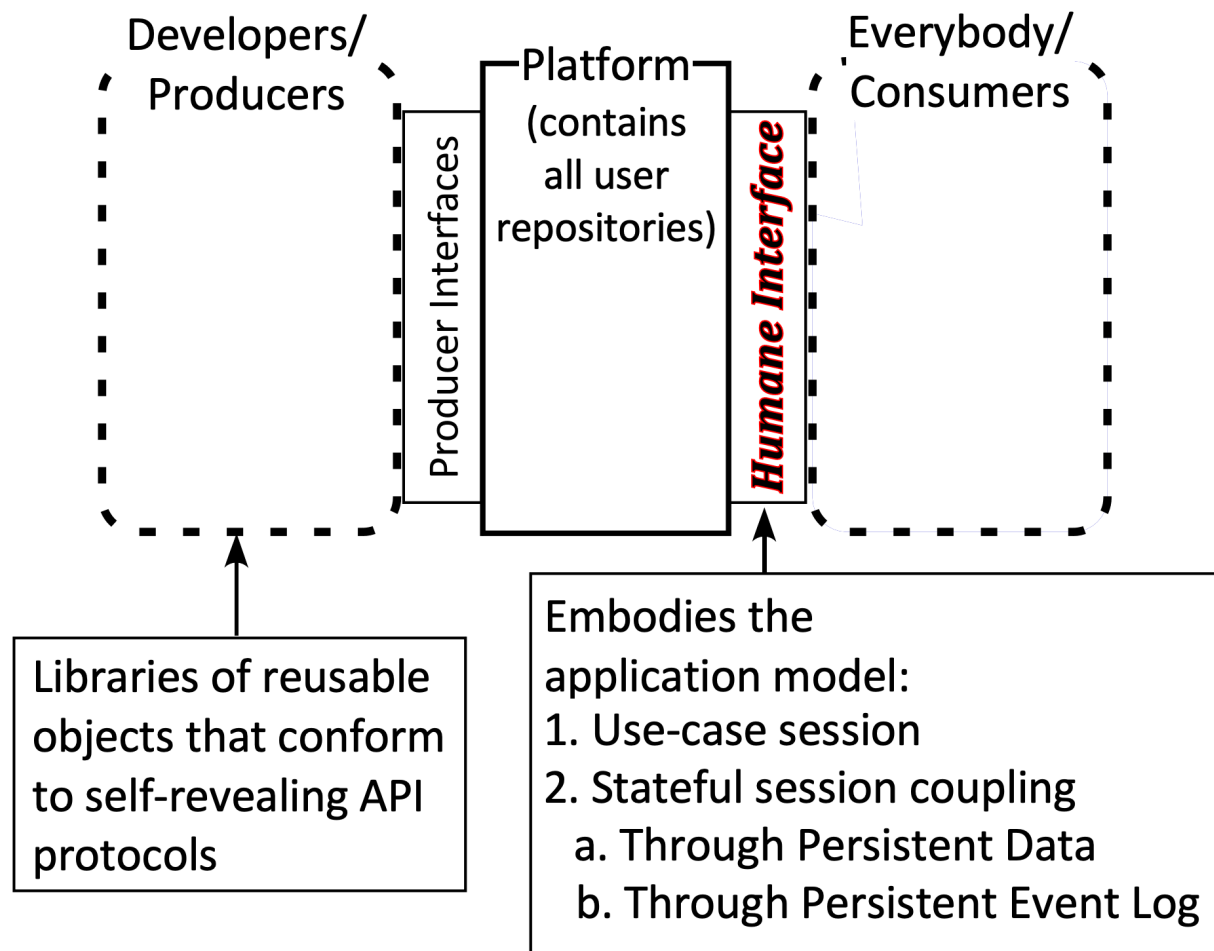 Developers/
Producers
Producer Interfaces
Platform
(contains
all user
repositories)
Humane Interface
Everybody/
Consumers
Libraries of reusable
objects that conform
to self-revealing API
protocols
Embodies the
application model:
1. Use-case session
2. Stateful session coupling
a. Through Persistent Data
b. Through Persistent Event Log